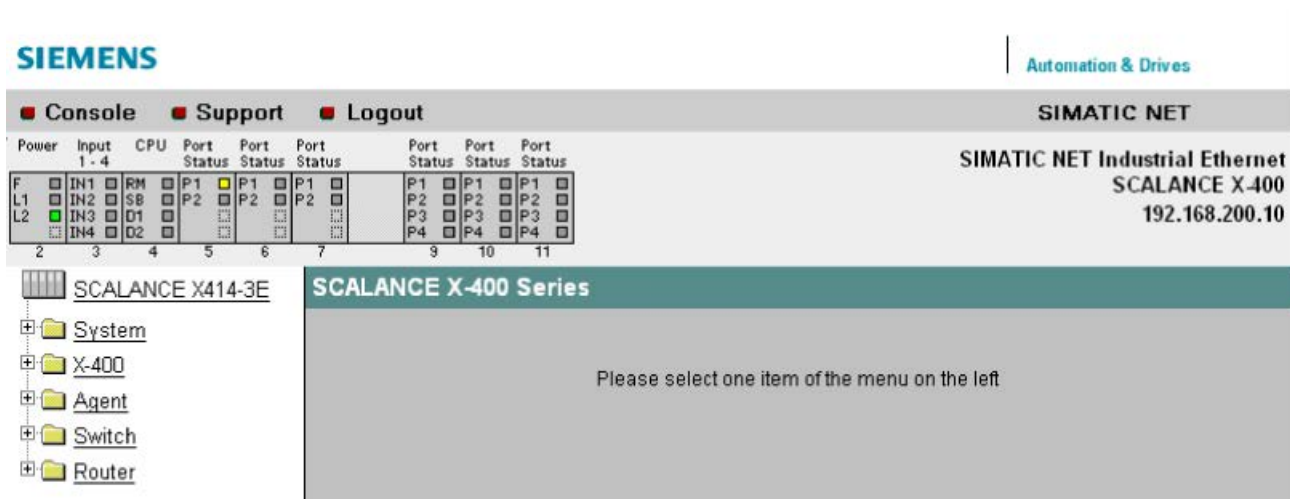 SIEMENS
Automation & Drives
Console Support Logout SIMATIC NET
Power Input 1 - 4 CPU Port Status Port Status Port Status Port Status Port Status Port Status
F IN1 RM P1 P1 P1 P1 P1 P1
L1 IN2 SB P2 P2 P2 P2 P2 P2
L2 IN3 D1 P3 P3 P3
IN4 D2 P4 P4 P4
2 3 4 5 6 7 9 10 11
SIMATIC NET Industrial Ethernet
SCALANCE X-400
192.168.200.10
SCALANCE X414-3E
System
X-400
Agent
Switch
Router
SCALANCE X-400 Series
Please select one item of the menu on the left